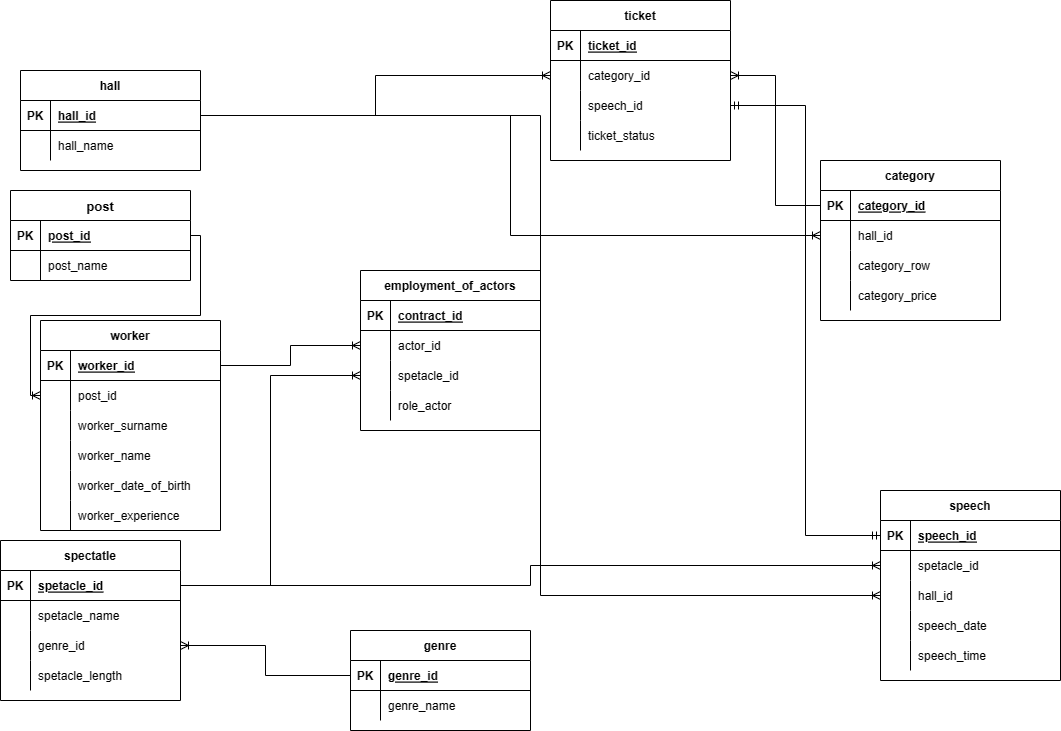 ticket
PK ticket_id
category_id
speech_id
ticket_status
hall
PK hall_id
hall_name
post
PK post_id
post_name
category
PK category_id
hall_id
category_row
category_price
employment_of_actors
PK contract_id
actor_id
spetacle_id
role_actor
worker
PK worker_id
post_id
worker_surname
worker_name
worker_date_of_birth
worker_experience
speech
PK speech_id
spetacle_id
hall_id
speech_date
speech_time
spectatle
PK spetacle_id
spetacle_name
genre_id
spetacle_length
genre
PK genre_id
genre_name